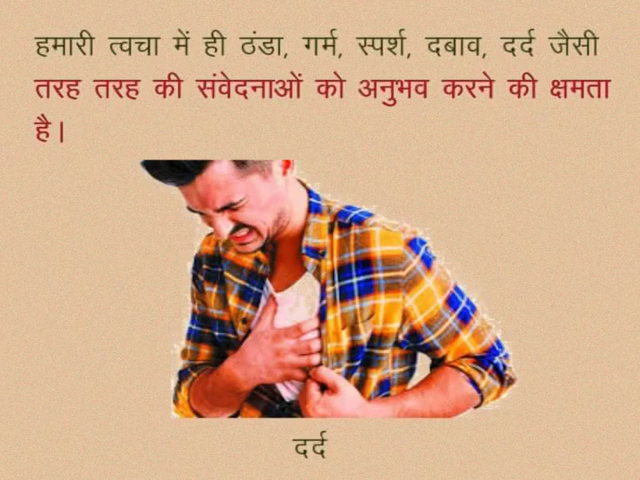 हमारी त्वचा में ही ठंडा, गर्म, स्पर्श, दबाव, दर्द जैसी
तरह तरह की संवेदनाओं को अनुभव करने की क्षमता
है।
दर्द